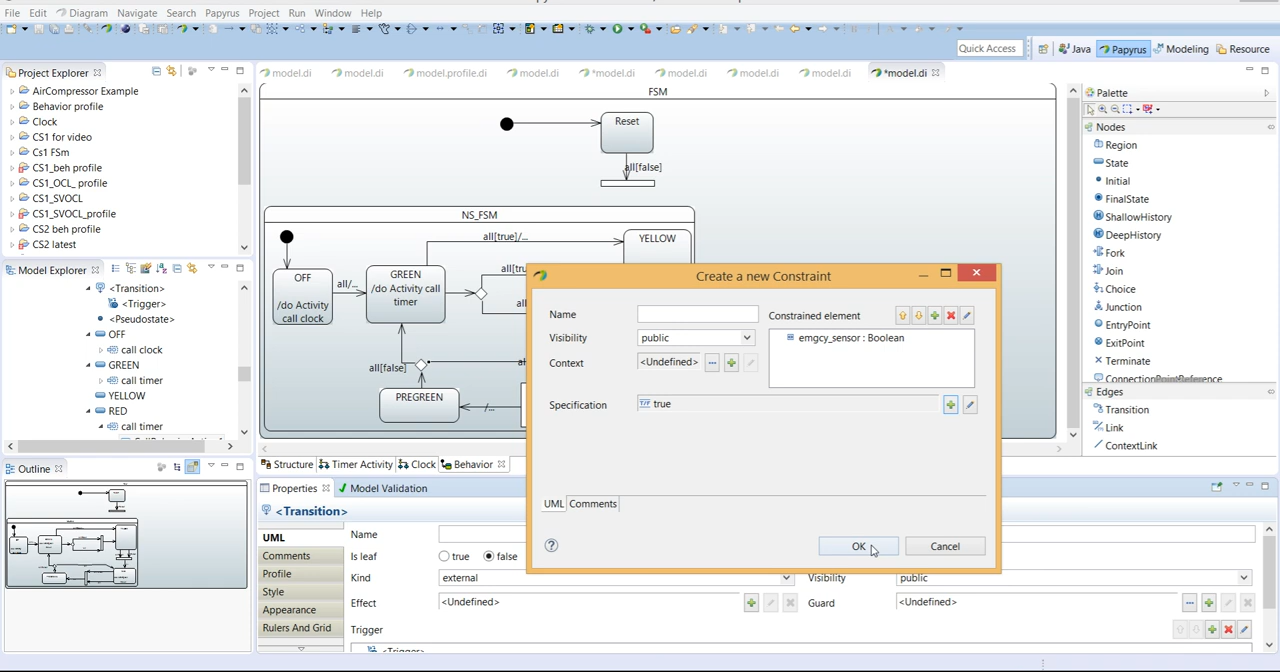 File Edit Diagram Navigate Search Papyrus Project Run Window Help
Quick Access Java Papyrus Modeling Resource
Project Explorer
AirCompressor Example
Behavior profile
Clock
CS1 for video
Cs1 FSm
CS1_beh profile
CS1_OCL_ profile
CS1_SVOCL
CS1_SVOCL_profile
CS2 beh profile
CS2 latest
Model Explorer
<Transition>
<Trigger>
<Pseudostate>
OFF
call clock
GREEN
call timer
YELLOW
RED
call timer
Outline
model.di model.di model.profile.di model.di *model.di model.di model.di model.di *model.di
FSM
Reset
all[false]
NS_FSM
all[true]/...
YELLOW
OFF
/do Activity
call clock
all/...
GREEN
/do Activity call
timer
all[false]
PREGREEN
/...
Create a new Constraint
Name
Visibility public
Context <Undefined>
Constrained element
emgcy_sensor : Boolean
Specification true
UML Comments
OK Cancel
Palette
Nodes
Region
State
Initial
FinalState
ShallowHistory
DeepHistory
Fork
Join
Choice
Junction
EntryPoint
ExitPoint
Terminate
ConnectionPointReference
Edges
Transition
Link
ContextLink
Structure Timer Activity Clock Behavior
Properties Model Validation
<Transition>
UML
Comments
Profile
Style
Appearance
Rulers And Grid
Name
Is leaf true false
Kind external Visibility public
Effect <Undefined> Guard <Undefined>
Trigger
<Trigger>